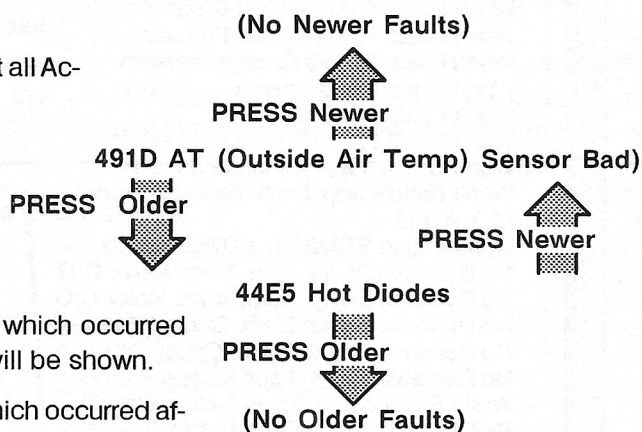 (No Newer Faults)
t all Ac-
PRESS Newer
491D AT (Outside Air Temp) Sensor Bad)
PRESS Older
PRESS Newer
44E5 Hot Diodes
which occurred
PRESS Older
ill be shown.
hich occurred af-
(No Older Faults)